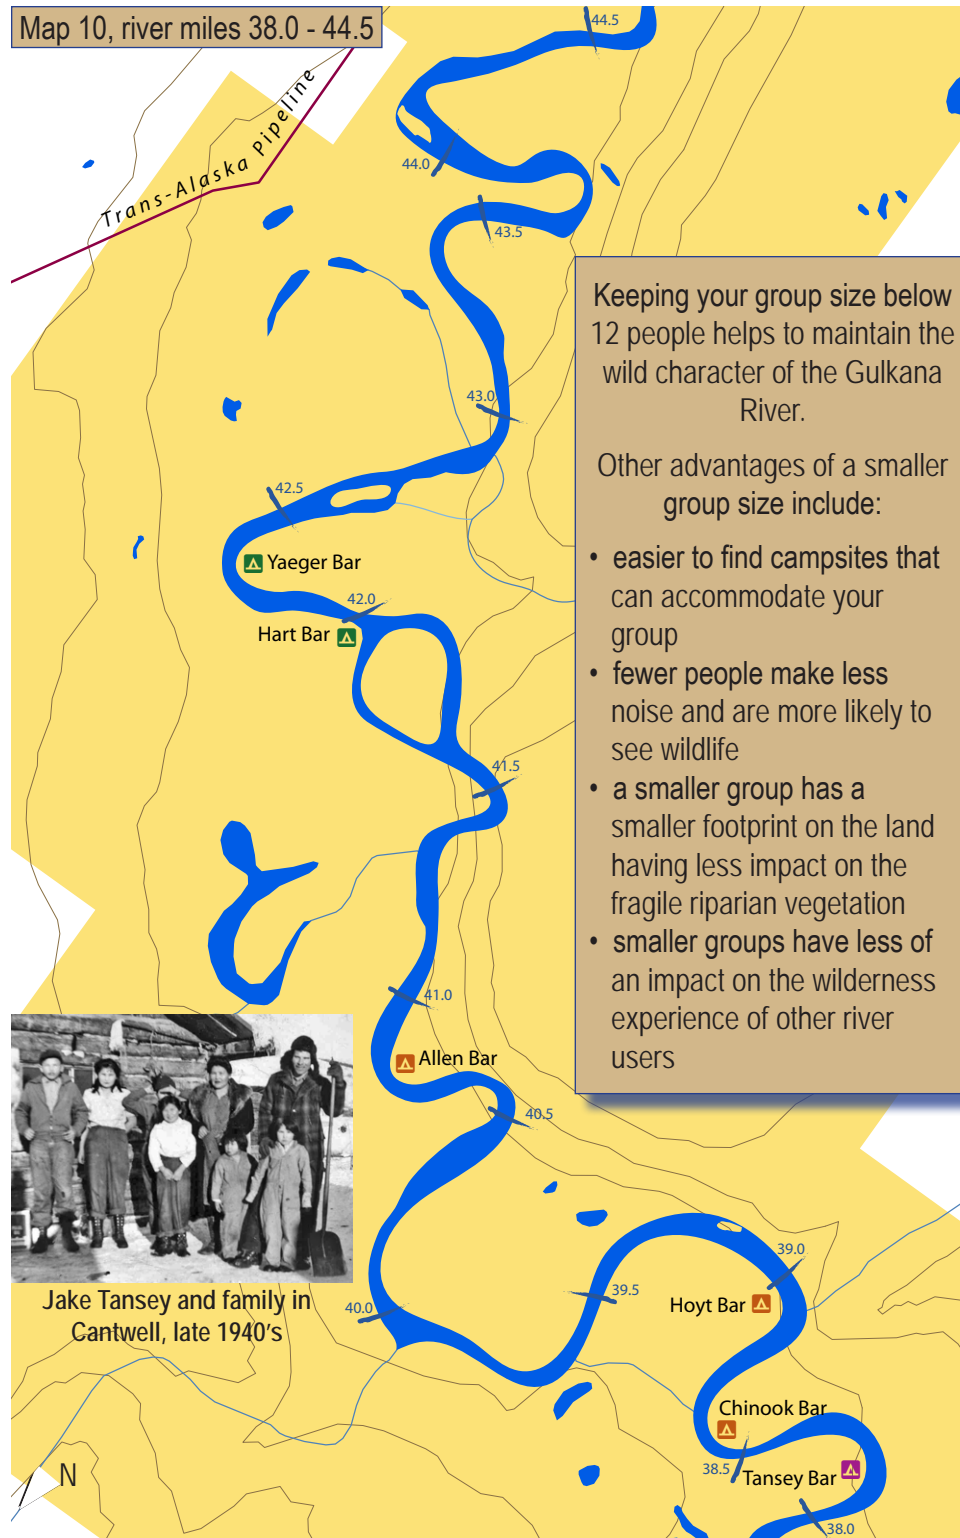 Map 10, river miles 38.0 - 44.5
44.5
Trans-Alaska Pipeline
44.0
43.5
Keeping your group size below
12 people helps to maintain the
wild character of the Gulkana
River.
Other advantages of a smaller
group size include:
• easier to find campsites that
can accommodate your
group
• fewer people make less
noise and are more likely to
see wildlife
• a smaller group has a
smaller footprint on the land
having less impact on the
fragile riparian vegetation
• smaller groups have less of
an impact on the wilderness
experience of other river
users
43.0
42.5
Yaeger Bar
42.0
Hart Bar
41.5
41.0
Allen Bar
40.5
Jake Tansey and family in
Cantwell, late 1940's
40.0
39.5
39.0
Hoyt Bar
Chinook Bar
38.5
Tansey Bar
38.0
N